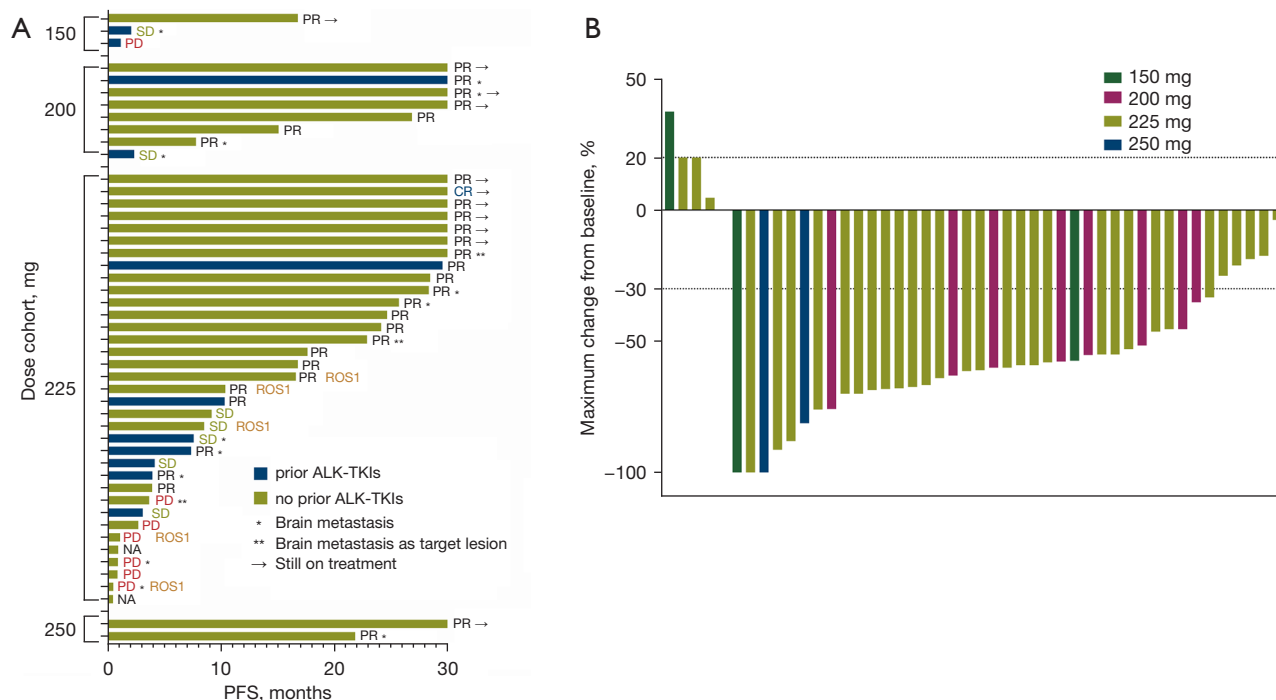 A
Dose cohort, mg
150
PR →
SD *
PD
200
PR →
PR *
PR * →
PR →
PR
PR
PR *
SD *
225
PR →
CR →
PR →
PR →
PR →
PR →
PR **
PR
PR
PR *
PR *
PR
PR
PR **
PR
PR
PR ROS1
PR ROS1
PR
SD
SD ROS1
SD *
PR *
SD
PR *
PR
PD **
SD
PD
PD ROS1
NA
PD *
PD
PD * ROS1
NA
250
PR →
PR *
prior ALK-TKIs
no prior ALK-TKIs
* Brain metastasis
** Brain metastasis as target lesion
→ Still on treatment
0 10 20 30
PFS, months
B
Maximum change from baseline, %
50
20
0
−30
−50
−100
150 mg
200 mg
225 mg
250 mg